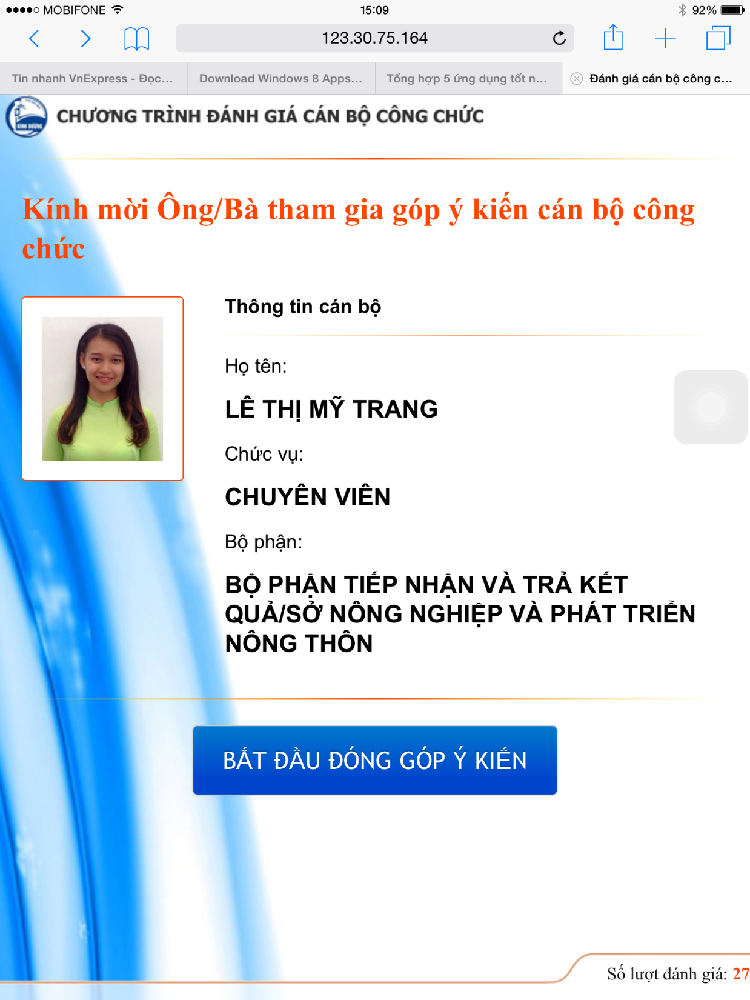 MOBIFONE 15:09 92%
123.30.75.164
Tin nhanh VnExpress - Đọc... Download Windows 8 Apps... Tổng hợp 5 ứng dụng tốt n... Đánh giá cán bộ công c...
BÌNH DƯƠNG
CHƯƠNG TRÌNH ĐÁNH GIÁ CÁN BỘ CÔNG CHỨC
Kính mời Ông/Bà tham gia góp ý kiến cán bộ công
chức
Thông tin cán bộ
Họ tên:
LÊ THỊ MỸ TRANG
Chức vụ:
CHUYÊN VIÊN
Bộ phận:
BỘ PHẬN TIẾP NHẬN VÀ TRẢ KẾT
QUẢ/SỞ NÔNG NGHIỆP VÀ PHÁT TRIỂN
NÔNG THÔN
BẮT ĐẦU ĐÓNG GÓP Ý KIẾN
Số lượt đánh giá: 27